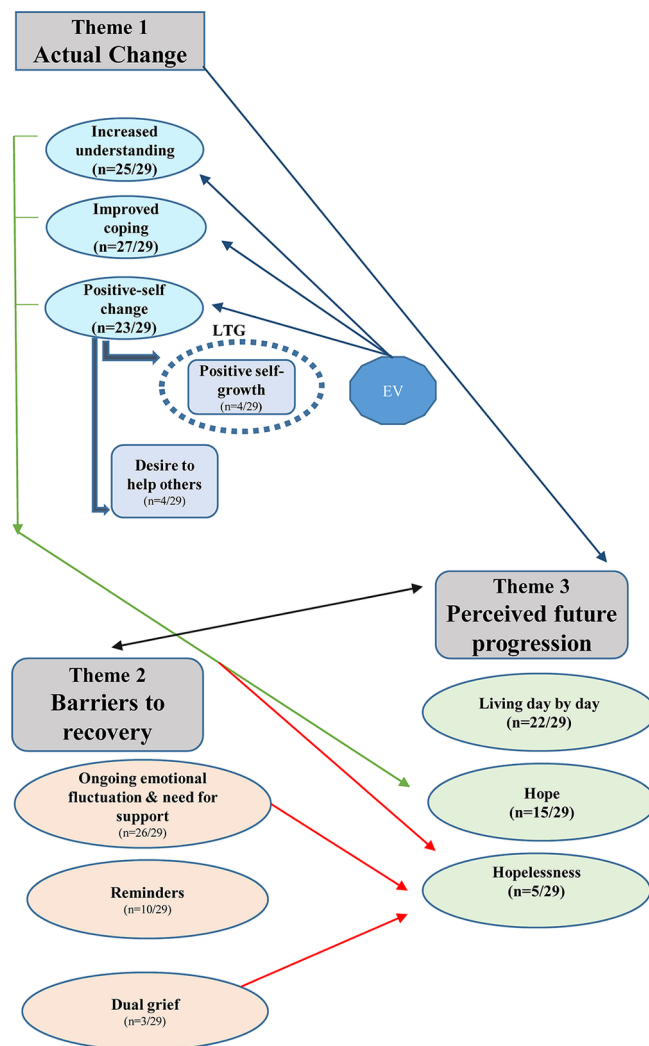 Theme 1
Actual Change
Increased
understanding
(n=25/29)
Improved
coping
(n=27/29)
Positive-self
change
(n=23/29)
LTG
Positive self-
growth
(n=4/29)
EV
Desire to
help others
(n=4/29)
Theme 3
Perceived future
progression
Theme 2
Barriers to
recovery
Living day by day
(n=22/29)
Ongoing emotional
fluctuation & need for
support
(n=26/29)
Hope
(n=15/29)
Reminders
(n=10/29)
Hopelessness
(n=5/29)
Dual grief
(n=3/29)